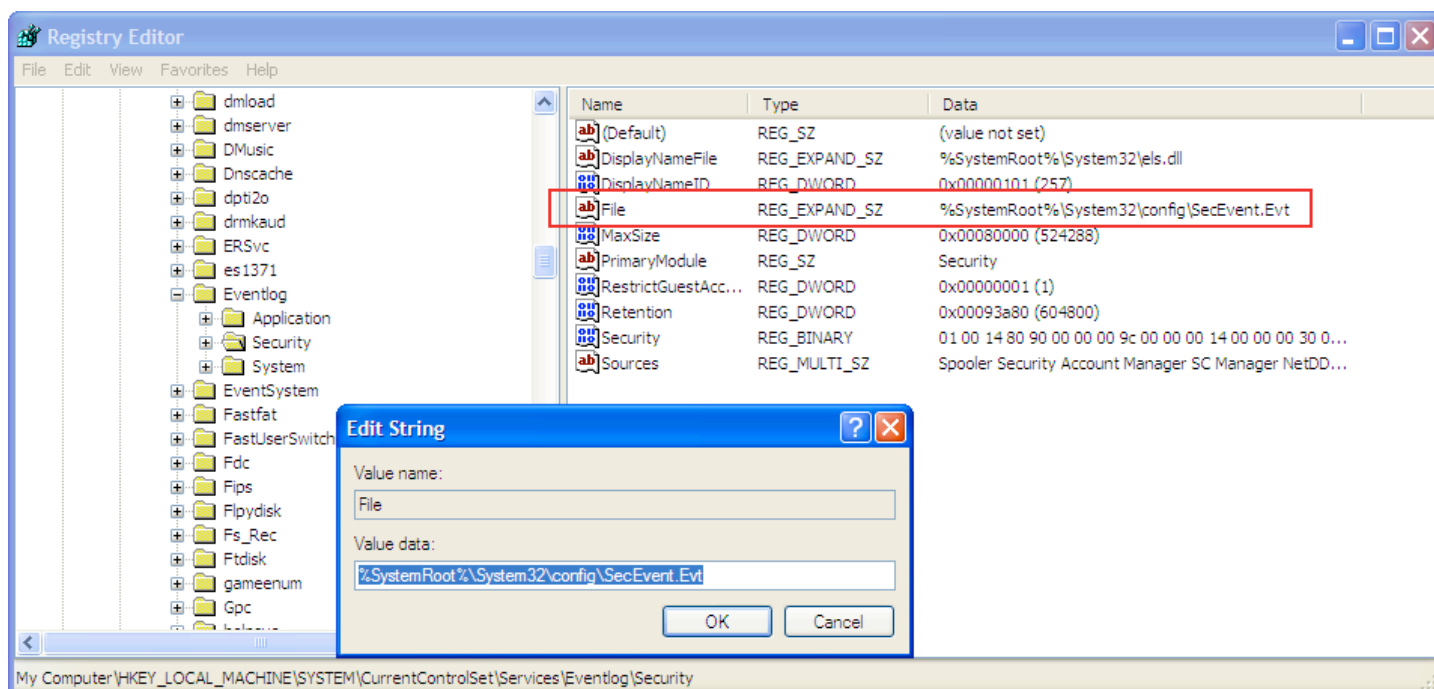 Registry Editor
File Edit View Favorites Help
dmload
dmserver
DMusic
Dnscache
dpti2o
drmkaud
ERSvc
es1371
Eventlog
Application
Security
System
EventSystem
Fastfat
FastUserSwitch
Fdc
Fips
Flpydisk
Fs_Rec
Ftdisk
gameenum
Gpc
Name Type Data
(Default) REG_SZ (value not set)
DisplayNameFile REG_EXPAND_SZ %SystemRoot%\System32\els.dll
DisplayNameID REG_DWORD 0x00000101 (257)
File REG_EXPAND_SZ %SystemRoot%\System32\config\SecEvent.Evt
MaxSize REG_DWORD 0x00080000 (524288)
PrimaryModule REG_SZ Security
RestrictGuestAcc... REG_DWORD 0x00000001 (1)
Retention REG_DWORD 0x00093a80 (604800)
Security REG_BINARY 01 00 14 80 90 00 00 00 9c 00 00 00 14 00 00 00 30 0...
Sources REG_MULTI_SZ Spooler Security Account Manager SC Manager NetDD...
Edit String
Value name:
File
Value data:
%SystemRoot%\System32\config\SecEvent.Evt
OK Cancel
My Computer\HKEY_LOCAL_MACHINE\SYSTEM\CurrentControlSet\Services\Eventlog\Security